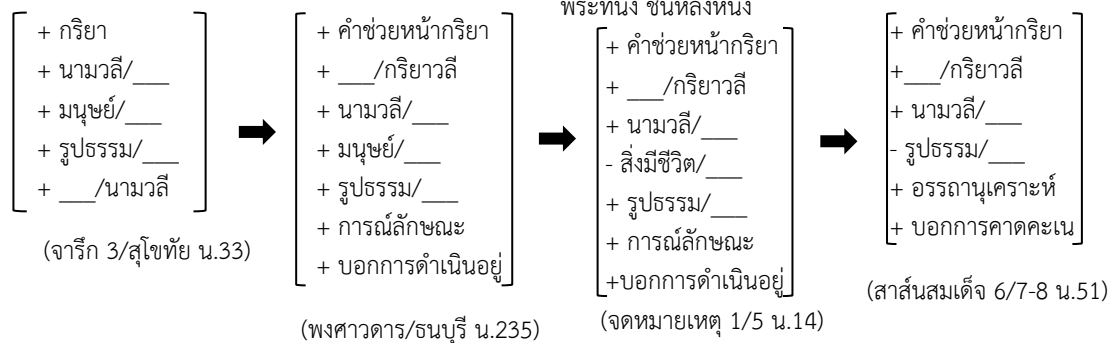 พระที่นั่ง ชั้นหลังหนึ่ง
+ กริยา
+ นามวลี/___
+ มนุษย์/___
+ รูปธรรม/___
+ ___/นามวลี
(จารึก 3/สุโขทัย น.33)
+ คำช่วยหน้ากริยา
+ ___/กริยาวลี
+ นามวลี/___
+ มนุษย์/___
+ รูปธรรม/___
+ การณ์ลักษณะ
+ บอกการดำเนินอยู่
(พงศาวดาร/ธนบุรี น.235)
+ คำช่วยหน้ากริยา
+ ___/กริยาวลี
+ นามวลี/___
- สิ่งมีชีวิต/___
+ รูปธรรม/___
+ การณ์ลักษณะ
+บอกการดำเนินอยู่
(จดหมายเหตุ 1/5 น.14)
+ คำช่วยหน้ากริยา
+___/กริยาวลี
+ นามวลี/___
- รูปธรรม/___
+ อรรถานุเคราะห์
+ บอกการคาดคะเน
(สาส์นสมเด็จ 6/7-8 น.51)